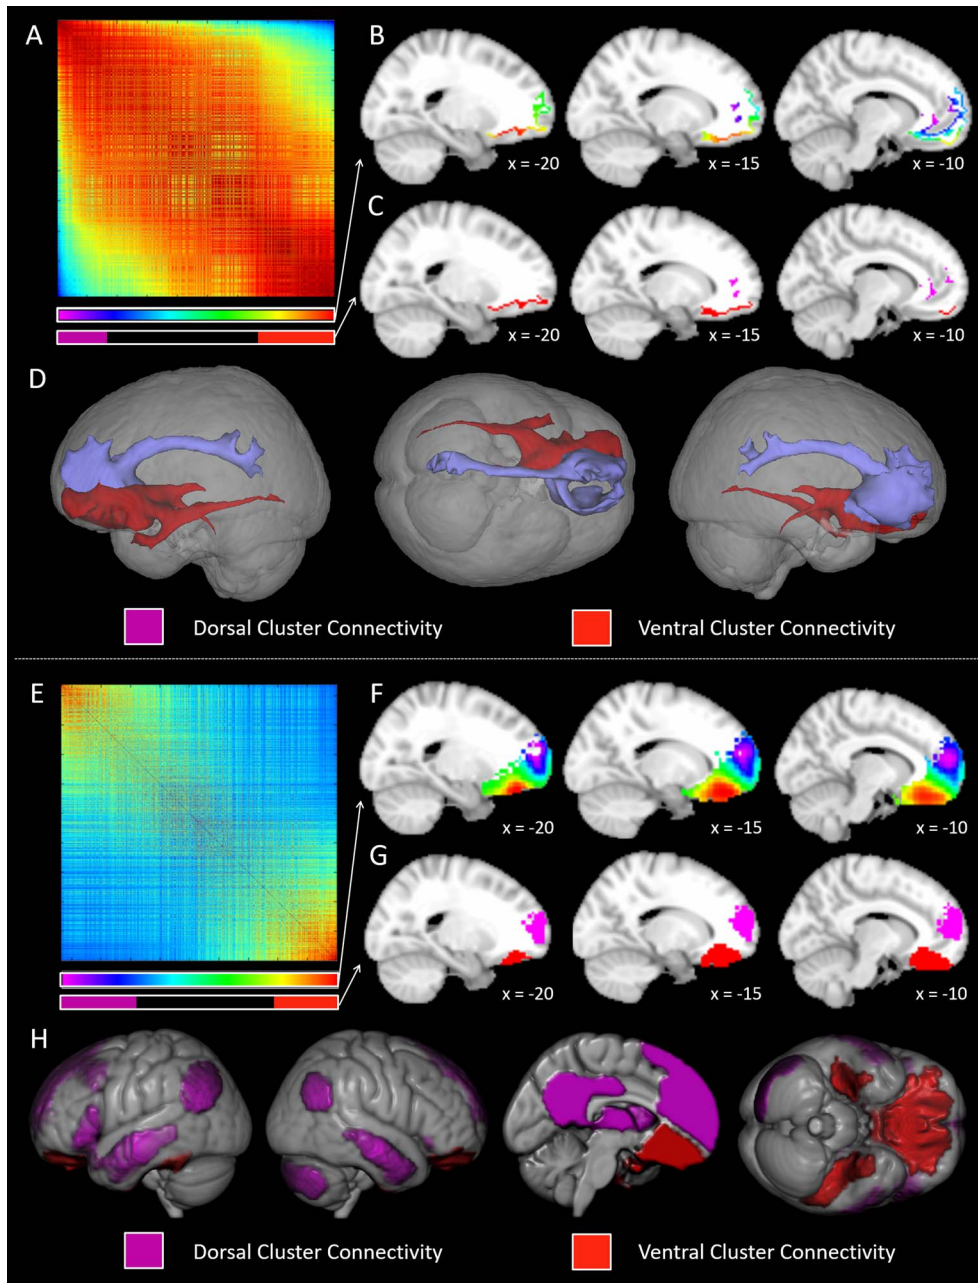 A
B
x = -20
x = -15
x = -10
C
x = -20
x = -15
x = -10
D
Dorsal Cluster Connectivity
Ventral Cluster Connectivity
E
F
x = -20
x = -15
x = -10
G
x = -20
x = -15
x = -10
H
Dorsal Cluster Connectivity
Ventral Cluster Connectivity